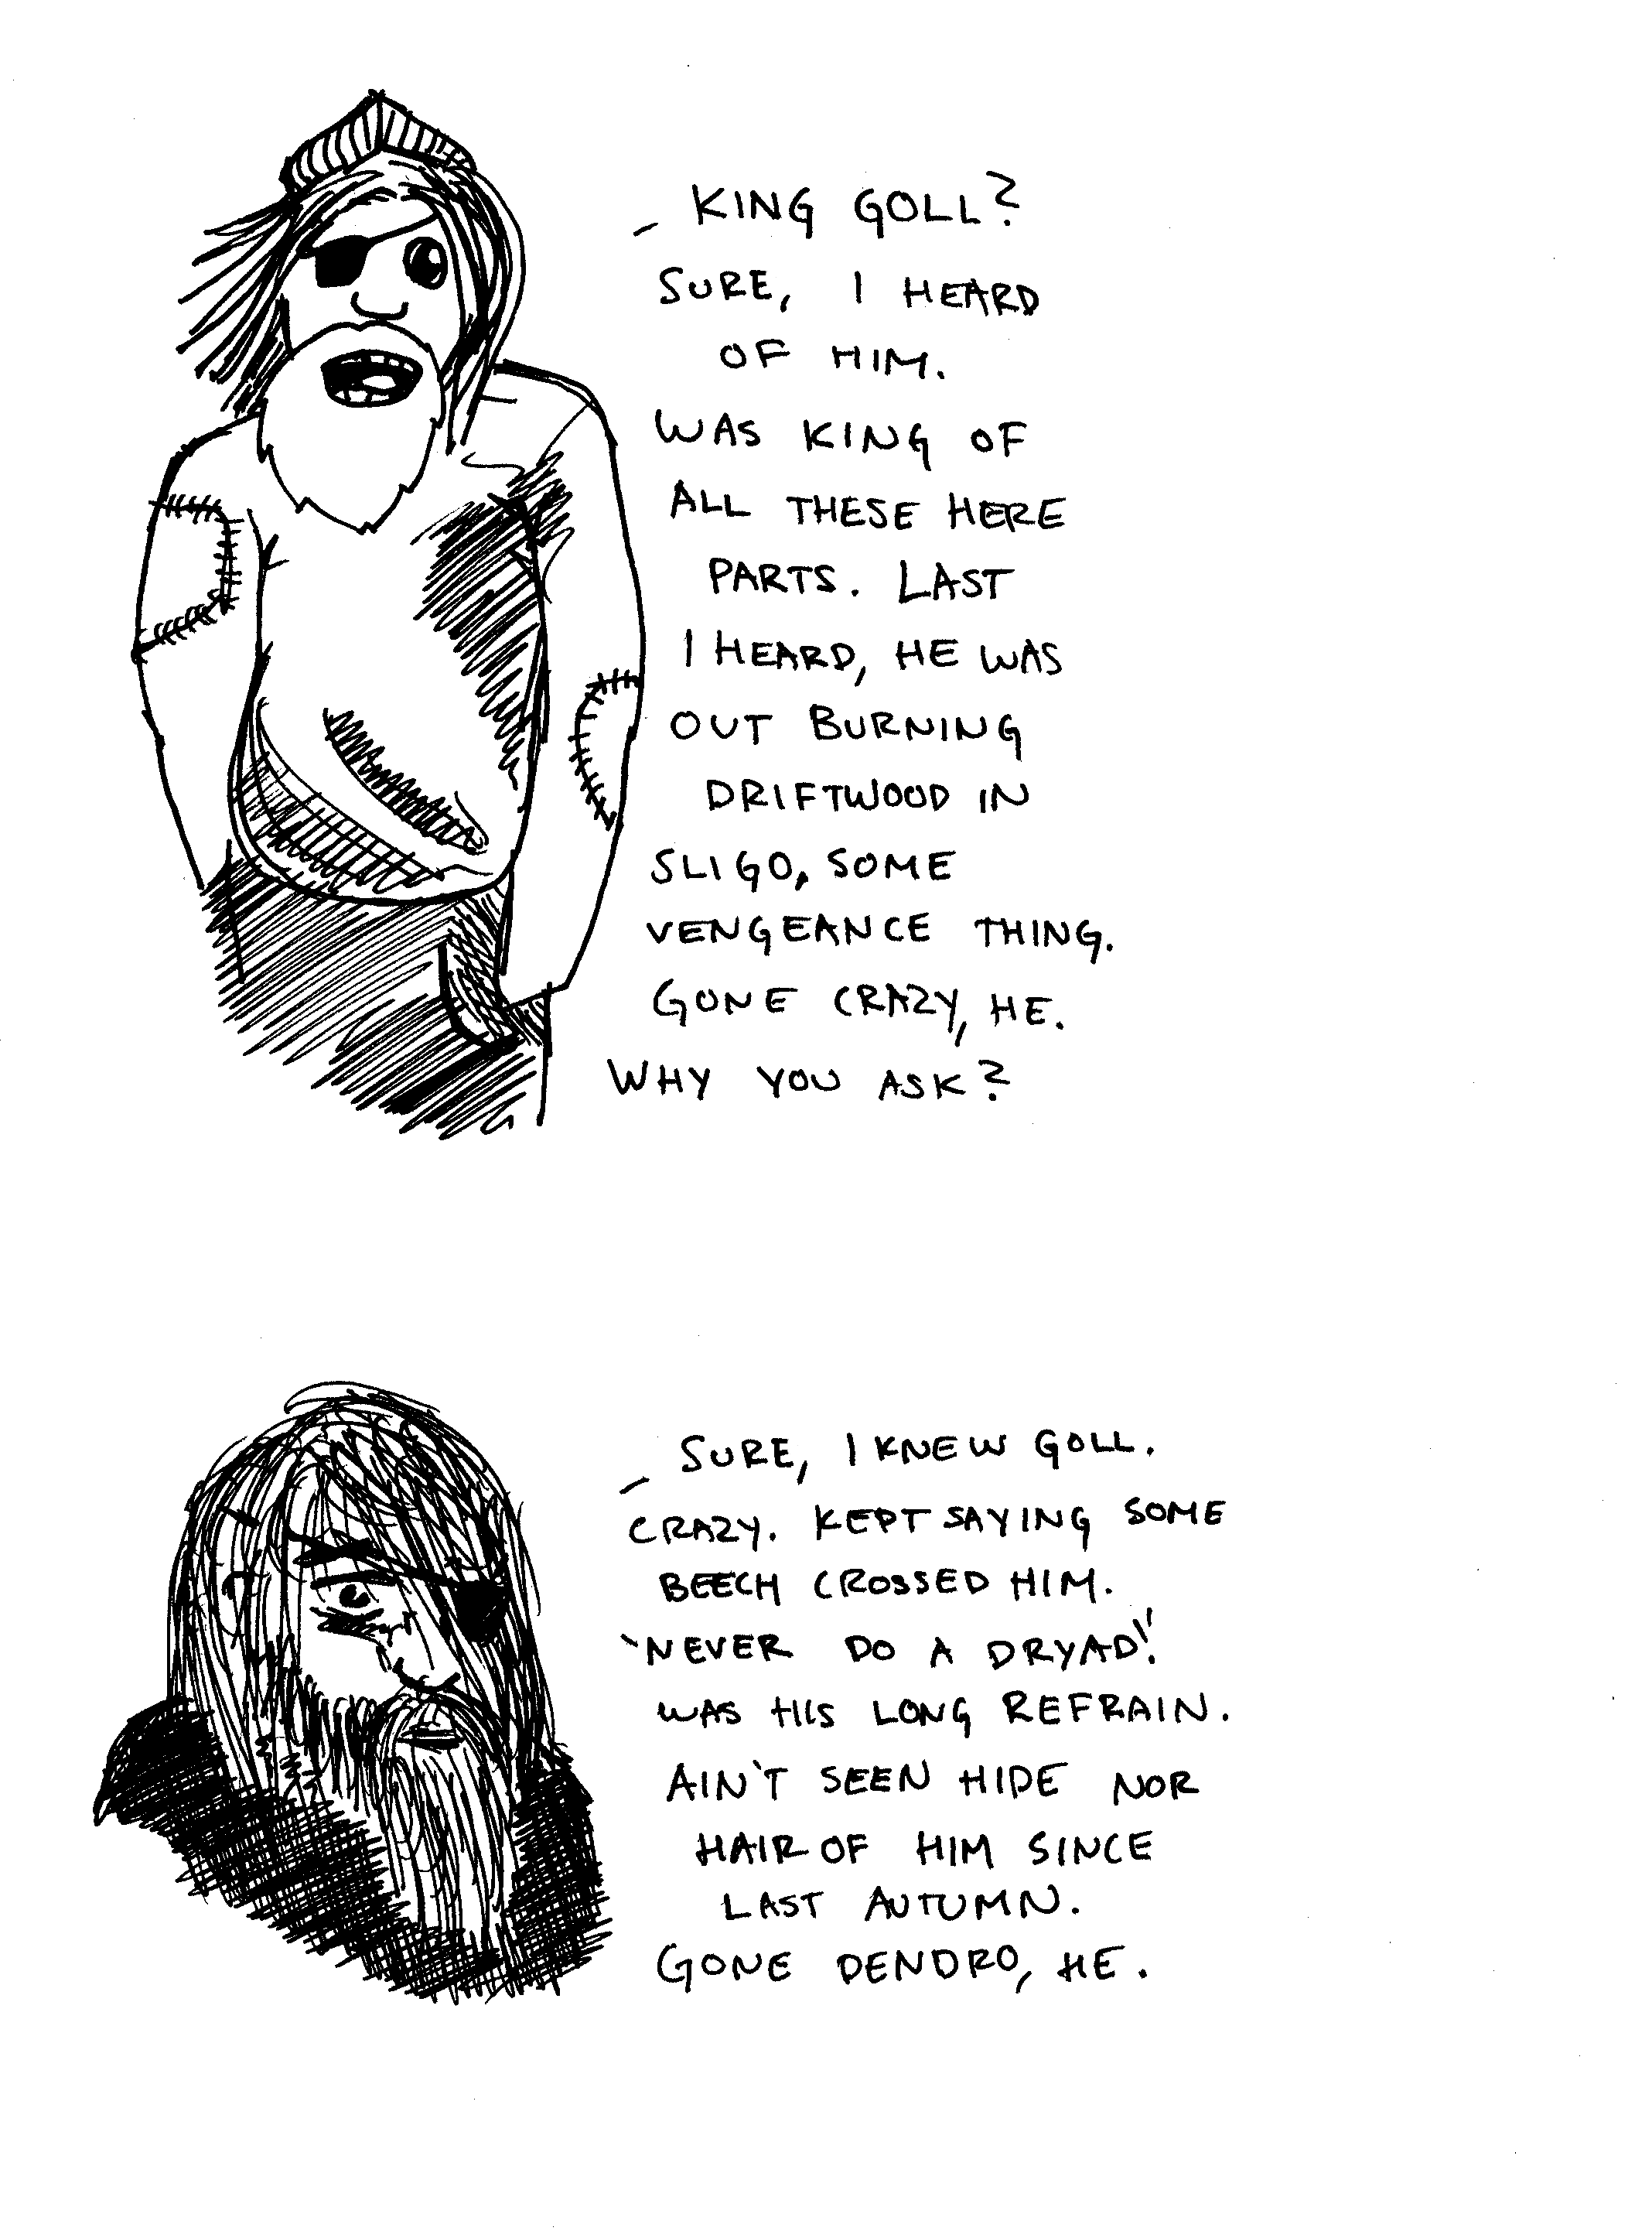 – KING GOLL?
SURE, I HEARD
OF HIM.
WAS KING OF
ALL THESE HERE
PARTS. LAST
I HEARD, HE WAS
OUT BURNING
DRIFTWOOD IN
SLIGO, SOME
VENGEANCE THING.
GONE CRAZY, HE.
WHY YOU ASK?
– SURE, I KNEW GOLL.
CRAZY. KEPT SAYING SOME
BEECH CROSSED HIM.
"NEVER DO A DRYAD".
WAS HIS LONG REFRAIN.
AIN'T SEEN HIDE NOR
HAIR OF HIM SINCE
LAST AUTUMN.
GONE DENDRO, HE.